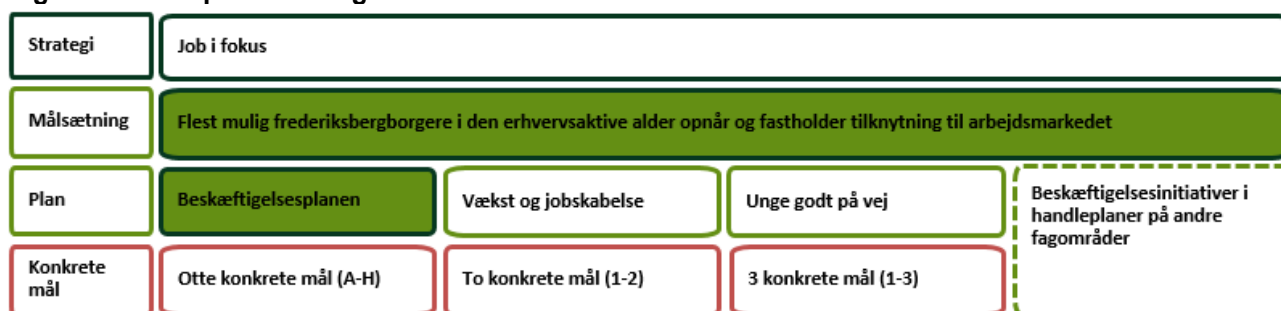 Strategi
Job i fokus
Målsætning
Flest mulig frederiksbergborgere i den erhvervsaktive alder opnår og fastholder tilknytning til arbejdsmarkedet
Plan
Beskæftigelsesplanen
Vækst og jobskabelse
Unge godt på vej
Beskæftigelsesinitiativer i
handleplaner på andre
fagområder
Konkrete
mål
Otte konkrete mål (A-H)
To konkrete mål (1-2)
3 konkrete mål (1-3)